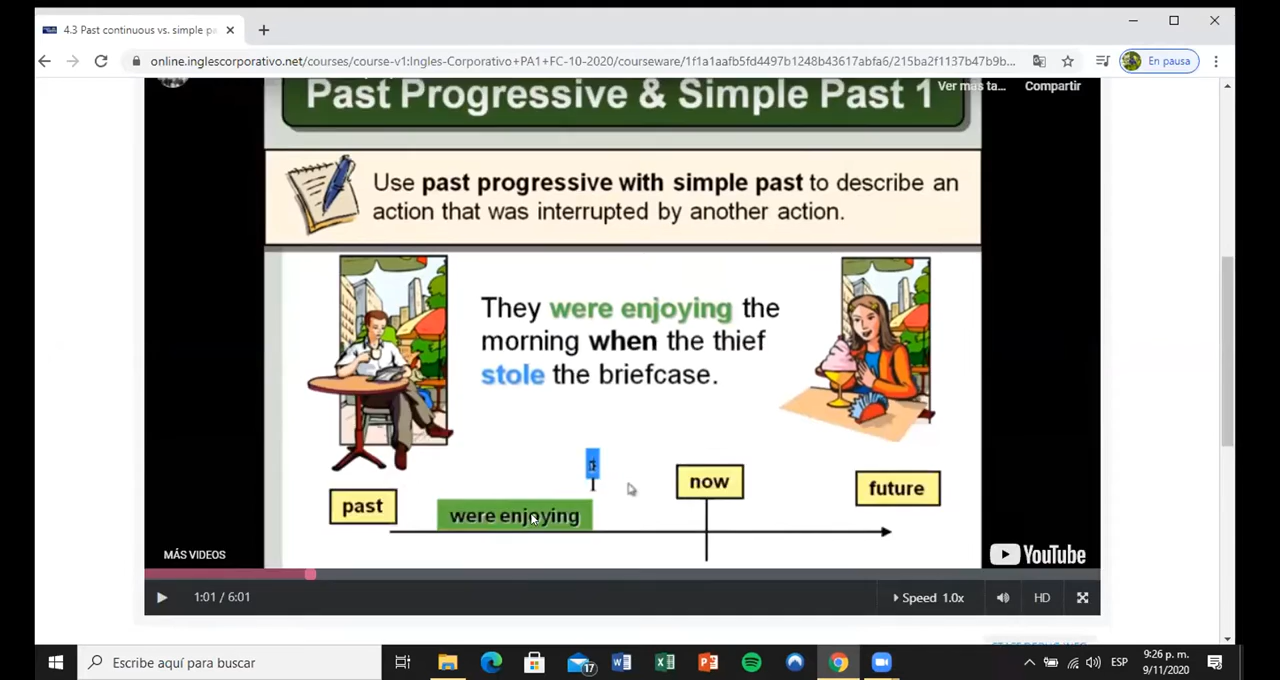 4.3 Past continuous vs. simple pa
online.inglescorporativo.net/courses/course-v1:Ingles-Corporativo+PA1+FC-10-2020/courseware/1f1a1aafb5fd4497b1248b43617abfa6/215ba2f1137b47b9b...
En pausa
Past Progressive & Simple Past 1
Ver más ta...
Compartir
Use past progressive with simple past to describe an
action that was interrupted by another action.
They were enjoying the
morning when the thief
stole the briefcase.
now
future
past
were enjoying
MÁS VIDEOS
YouTube
1:01 / 6:01
Speed 1.0x
HD
Escribe aquí para buscar
17
ESP
9:26 p. m.
9/11/2020